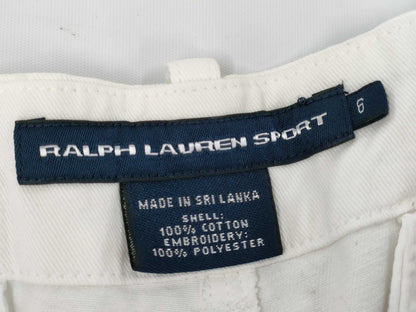 RALPH LAUREN SPORT
6
MADE IN SRI LANKA
SHELL:
100% COTTON
EMBROIDERY:
100% POLYESTER